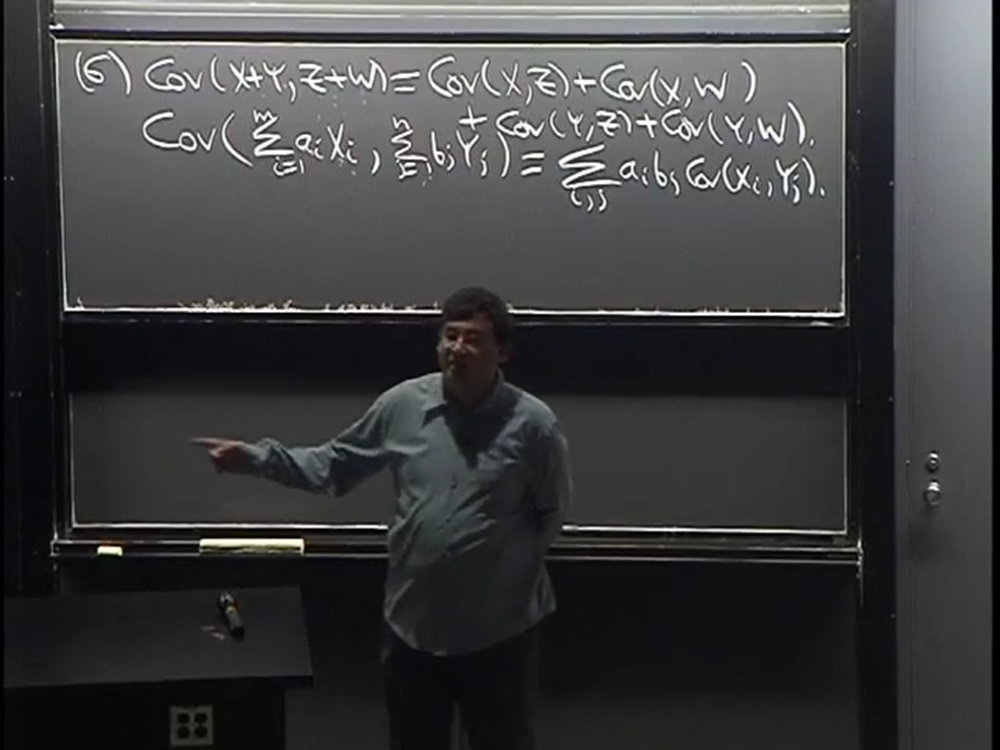 (6) Cov(X+Y, Z+W) = Cov(X,Z) + Cov(X,W)
+ Cov(Y,Z) + Cov(Y,W).
Cov(∑_{i=1}^{m} a_i X_i, ∑_{j=1}^{n} b_j Y_j) = ∑_{i,j} a_i b_j Cov(X_i, Y_j).